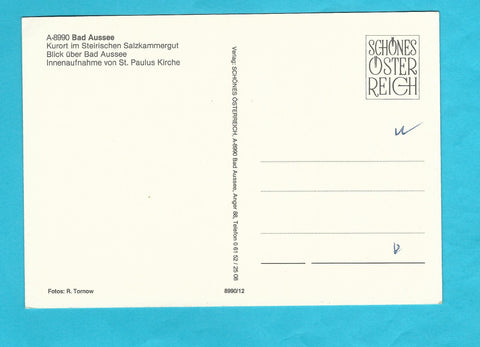 A-8990 Bad Aussee
Kurort im Steirischen Salzkammergut
Blick über Bad Aussee
Innenaufnahme von St. Paulus Kirche
Verlag: SCHÖNES ÖSTERREICH, A-8990 Bad Aussee, Anger 88, Telefon 0 61 52 / 25 08
SCHÖNES
ÖSTER
REICH
Fotos: R. Tornow
8990/12